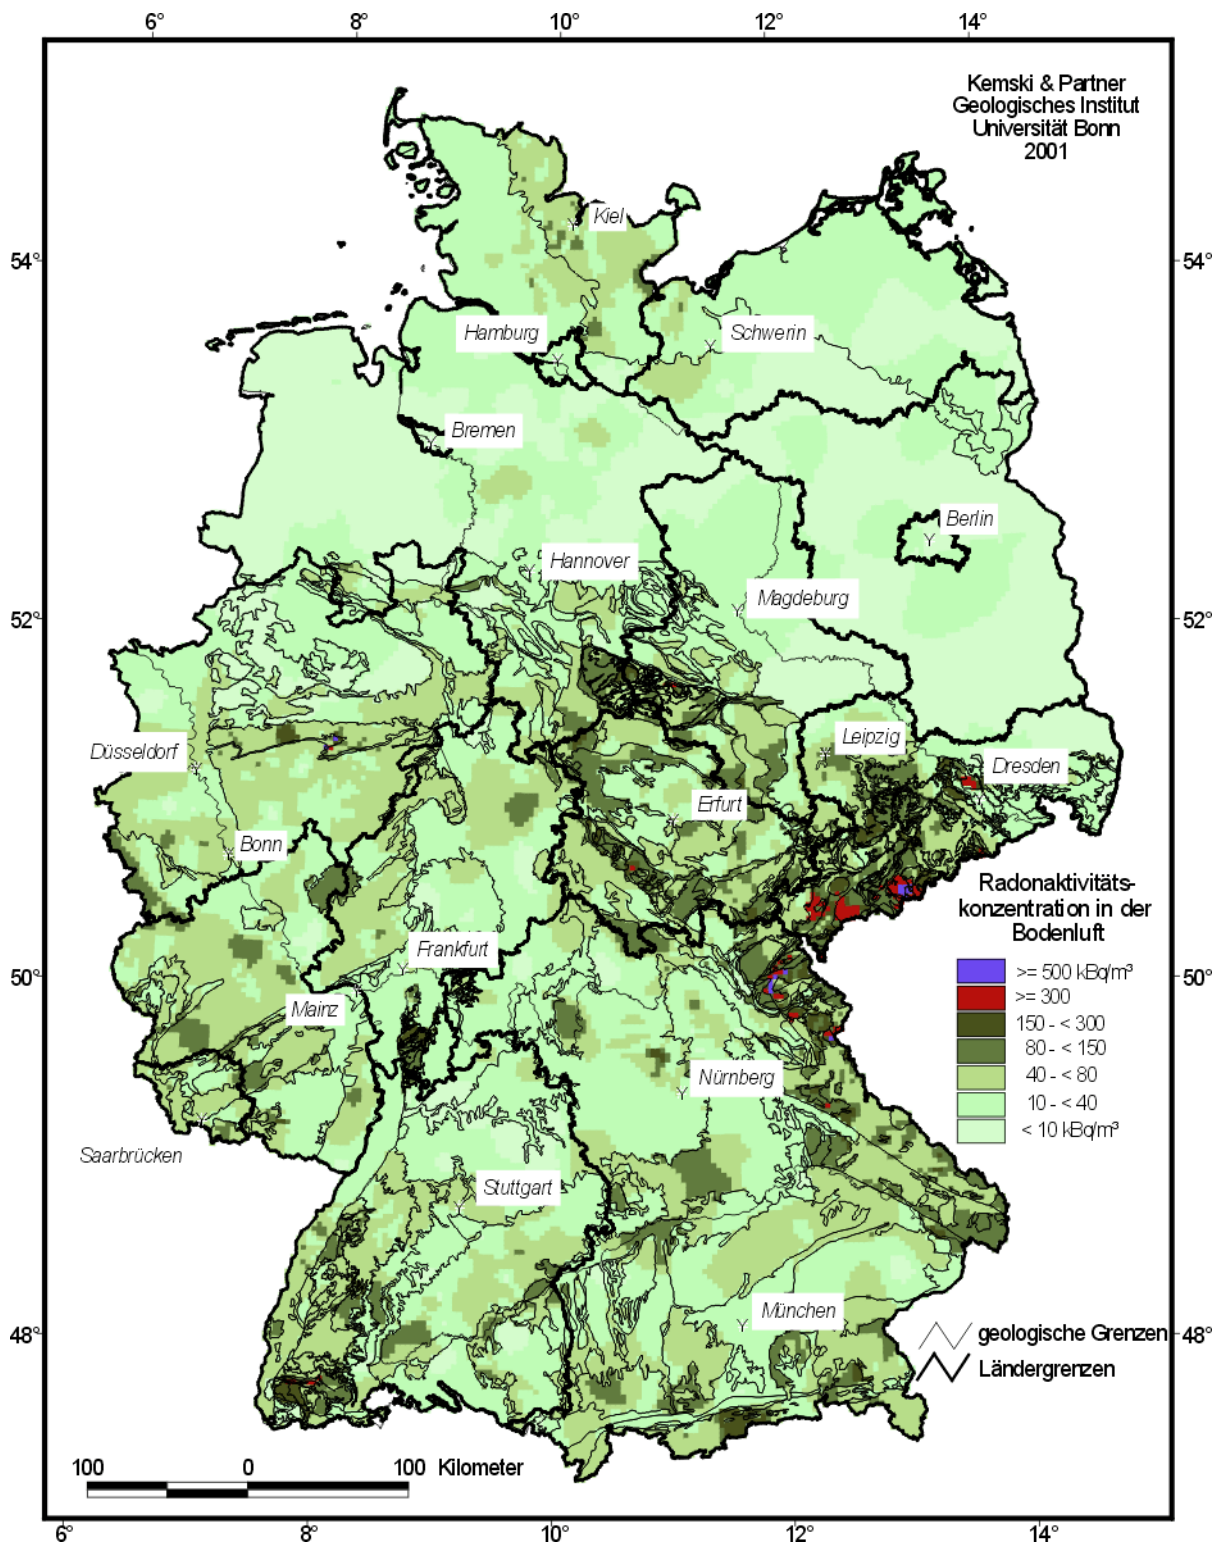 6° 8° 10° 12° 14°
Kemski & Partner
Geologisches Institut
Universität Bonn
2001
Kiel
54° 54°
Hamburg
Schwerin
Bremen
Berlin
Hannover
Magdeburg
52° 52°
Düsseldorf
Leipzig
Dresden
Erfurt
Bonn
Radonaktivitäts-
konzentration in der
Bodenluft
Frankfurt
50° 50°
>= 500 kBq/m³
>= 300
150 - < 300
80 - < 150
40 - < 80
10 - < 40
< 10 kBq/m³
Mainz
Nürnberg
Saarbrücken
Stuttgart
München
48° 48°
geologische Grenzen
Ländergrenzen
100 0 100 Kilometer
6° 8° 10° 12° 14°